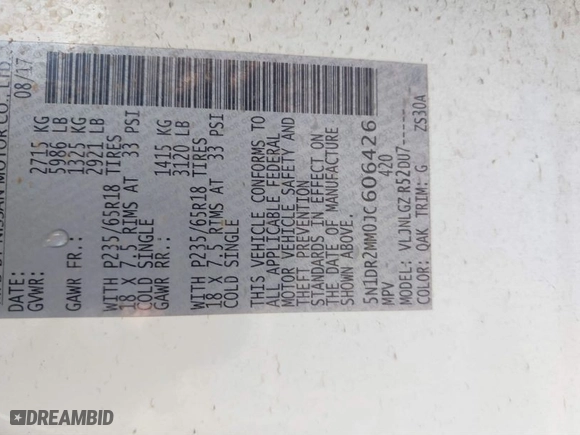 NISSAN MOTOR CO., LTD.
DATE: 08/17
GVWR: 2715 KG
5986 LB
GAWR FR.: 1325 KG
2921 LB
WITH P235/65R18 TIRES
18 X 7.5 RIMS AT 33 PSI
COLD SINGLE
GAWR RR.: 1415 KG
3120 LB
WITH P235/65R18 TIRES
18 X 7.5 RIMS AT 33 PSI
COLD SINGLE
THIS VEHICLE CONFORMS TO
ALL APPLICABLE FEDERAL
MOTOR VEHICLE SAFETY AND
THEFT PREVENTION
STANDARDS IN EFFECT ON
THE DATE OF MANUFACTURE
SHOWN ABOVE.
5N1DR2MM0JC606426
MPV 420
MODEL: VLJNLGZ R52DU7-----
COLOR: QAK TRIM: G ZS30A
DREAMBID